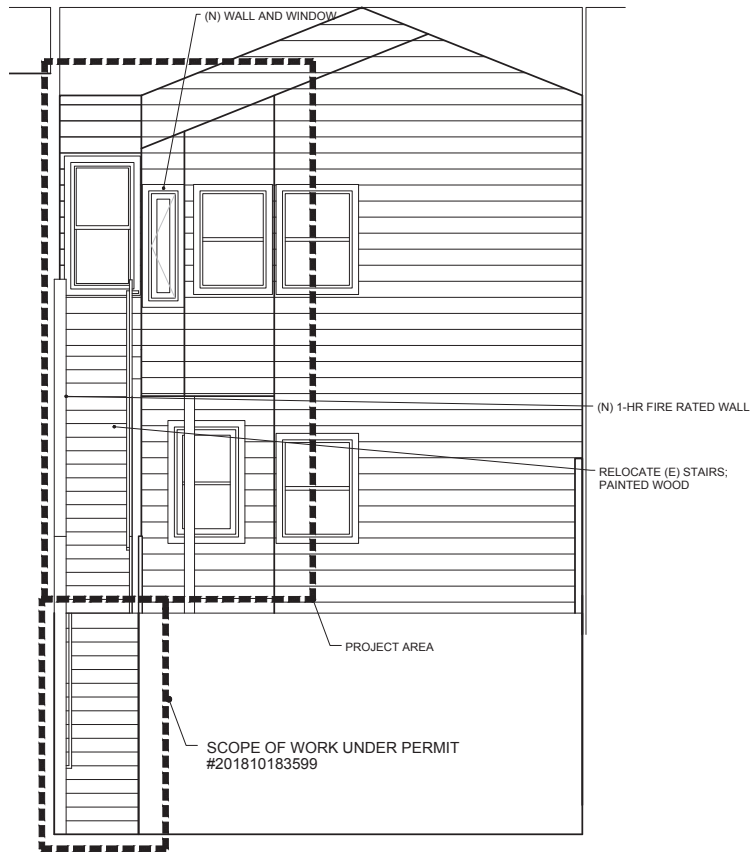 (N) WALL AND WINDOW
(N) 1-HR FIRE RATED WALL
RELOCATE (E) STAIRS;
PAINTED WOOD
PROJECT AREA
SCOPE OF WORK UNDER PERMIT
#201810183599